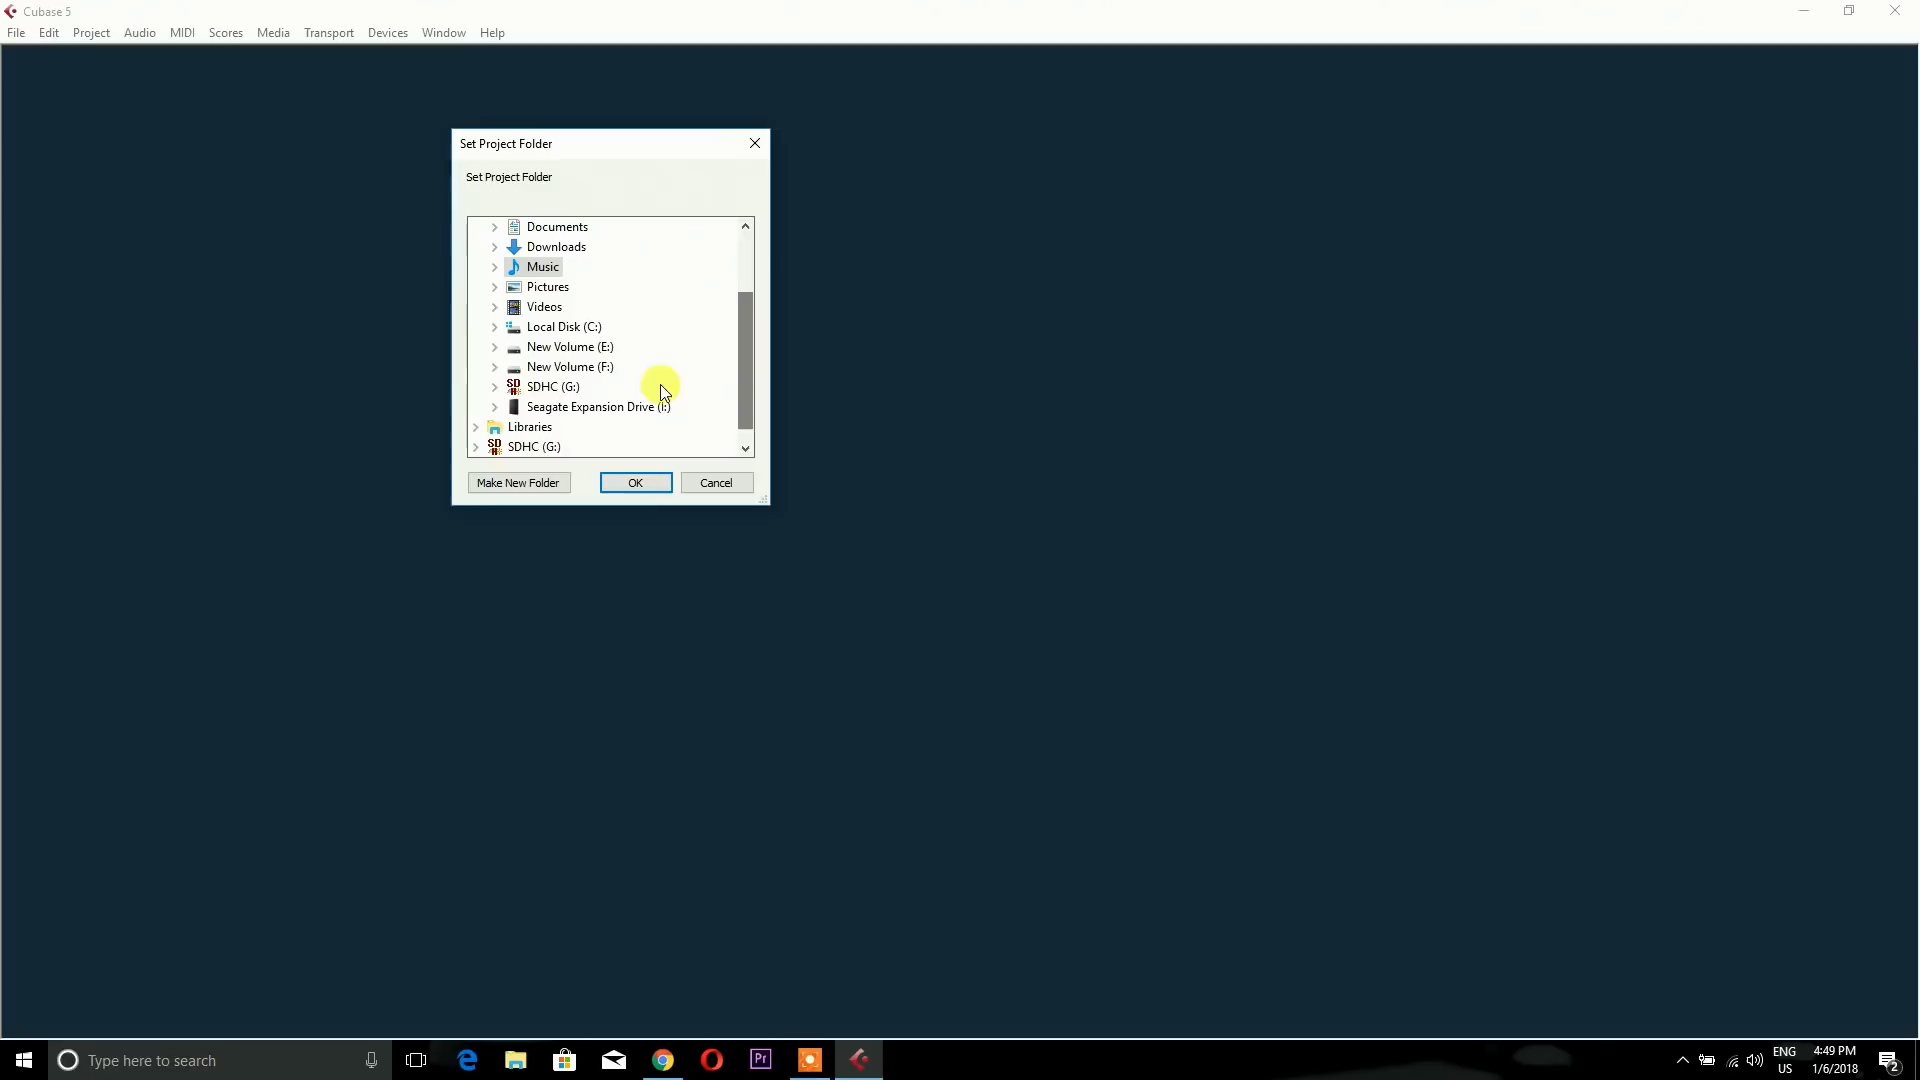 Cubase 5
File Edit Project Audio MIDI Scores Media Transport Devices Window Help
Set Project Folder
Set Project Folder
Documents
Downloads
Music
Pictures
Videos
Local Disk (C:)
New Volume (E:)
New Volume (F:)
SDHC (G:)
Seagate Expansion Drive (I:)
Libraries
SDHC (G:)
Make New Folder OK Cancel
Type here to search
Pr
ENG
US
4:49 PM
1/6/2018
2